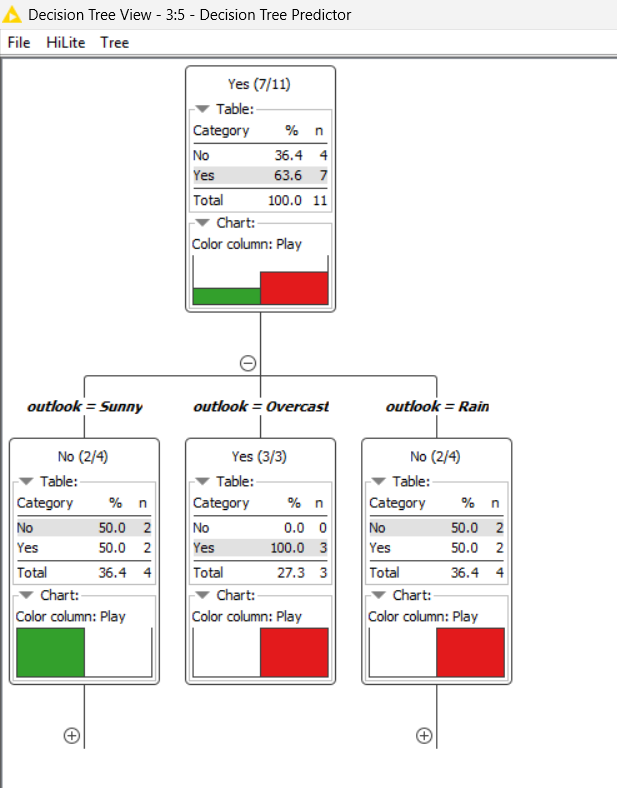 Decision Tree View - 3:5 - Decision Tree Predictor
File HiLite Tree
Yes (7/11)
Table:
Category % n
No 36.4 4
Yes 63.6 7
Total 100.0 11
Chart:
Color column: Play
outlook = Sunny
outlook = Overcast
outlook = Rain
No (2/4)
Table:
Category % n
No 50.0 2
Yes 50.0 2
Total 36.4 4
Chart:
Color column: Play
Yes (3/3)
Table:
Category % n
No 0.0 0
Yes 100.0 3
Total 27.3 3
Chart:
Color column: Play
No (2/4)
Table:
Category % n
No 50.0 2
Yes 50.0 2
Total 36.4 4
Chart:
Color column: Play